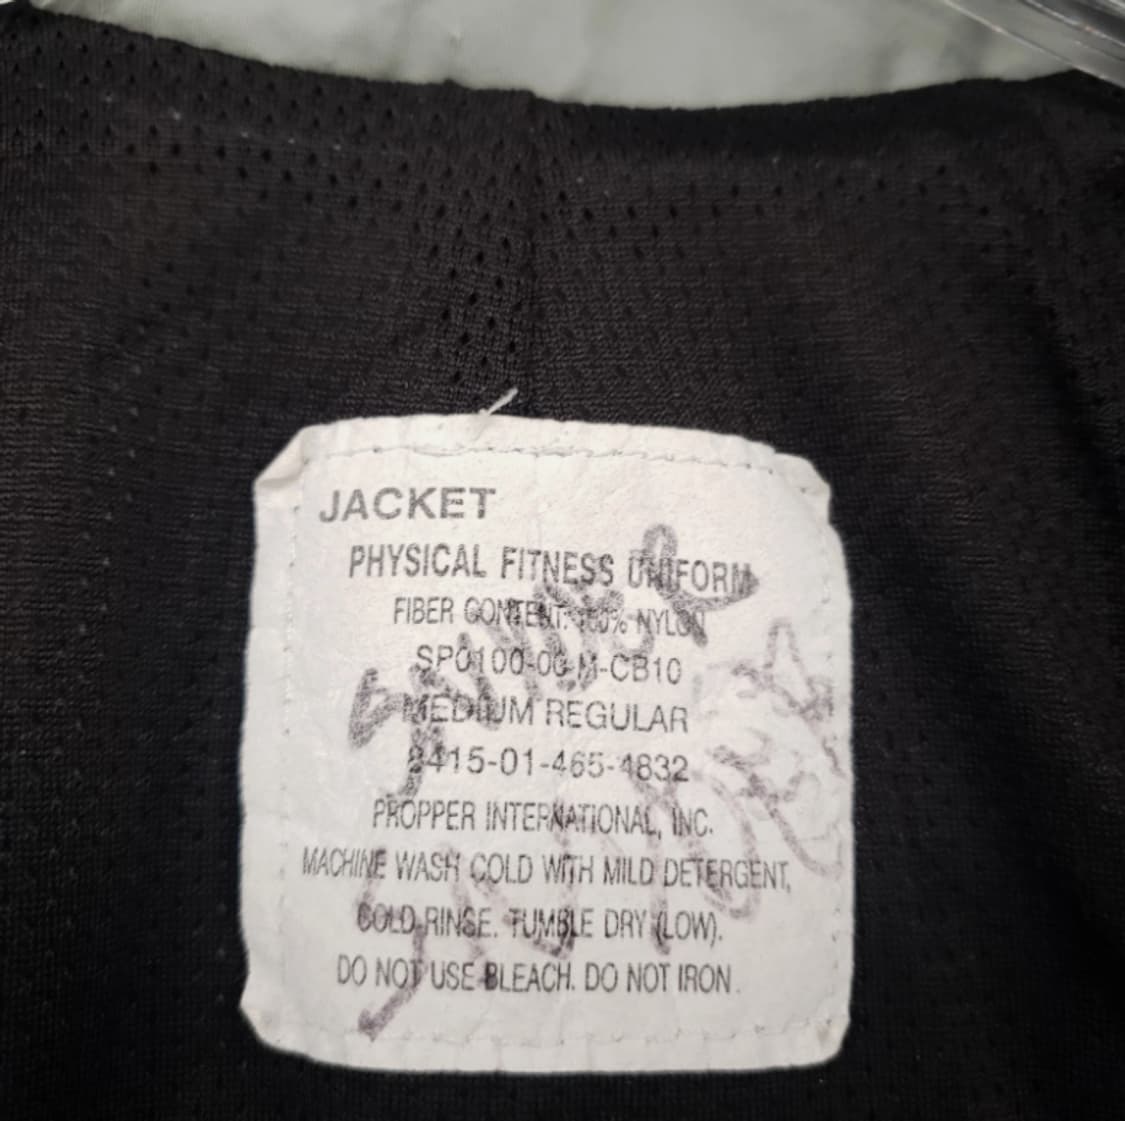 JACKET
PHYSICAL FITNESS UNIFORM
FIBER CONTENT: 100% NYLON
SP0100-00-M-CB10
MEDIUM REGULAR
8415-01-465-4832
PROPPER INTERNATIONAL, INC.
MACHINE WASH COLD WITH MILD DETERGENT,
COLD RINSE. TUMBLE DRY (LOW).
DO NOT USE BLEACH. DO NOT IRON.